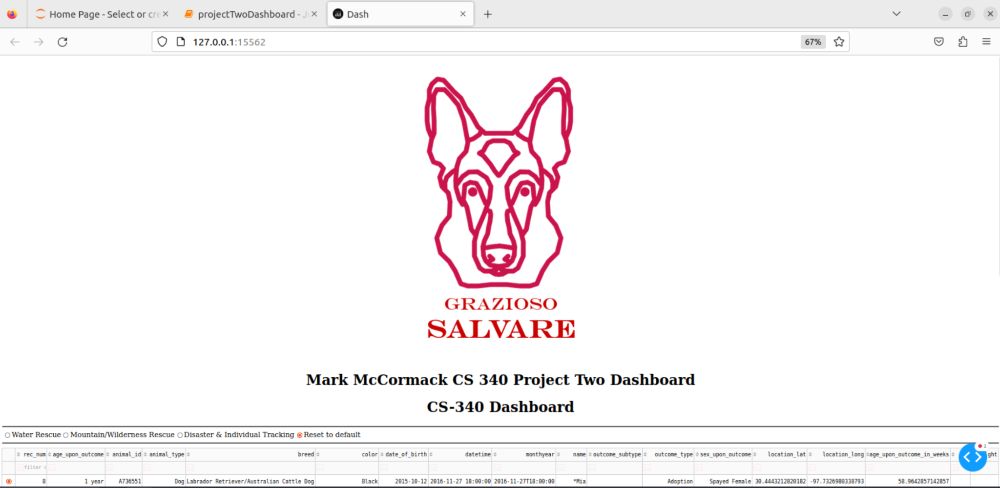 Home Page - Select or cre
projectTwoDashboard - J
Dash
127.0.0.1:15562
67%
GRAZIOSO
SALVARE
Mark McCormack CS 340 Project Two Dashboard
CS-340 Dashboard
Water Rescue Mountain/Wilderness Rescue Disaster & Individual Tracking Reset to default
2
rec_num age_upon_outcome animal_id animal_type breed color date_of_birth datetime monthyear name outcome_subtype outcome_type sex_upon_outcome location_lat location_long age_upon_outcome_in_weeks ght
filter
8 1 year A736551 Dog Labrador Retriever/Australian Cattle Dog Black 2015-10-12 2016-11-27 18:00:00 2016-11-27T18:00:00 *Mia Adoption Spayed Female 30.4443212820182 -97.7326980338793 58.9642857142857